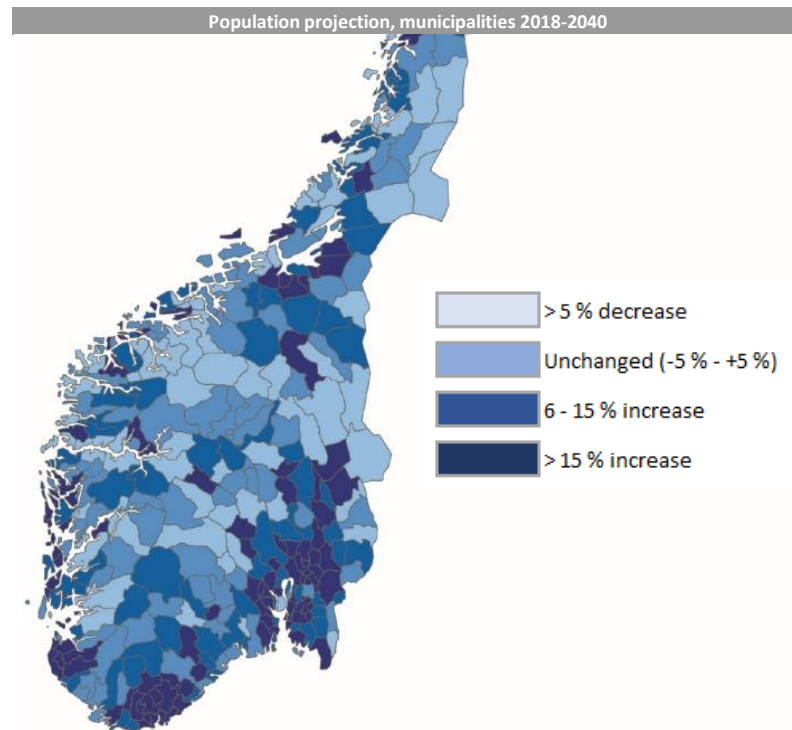 Population projection, municipalities 2018-2040
> 5 % decrease
Unchanged (-5 % - +5 %)
6 - 15 % increase
> 15 % increase